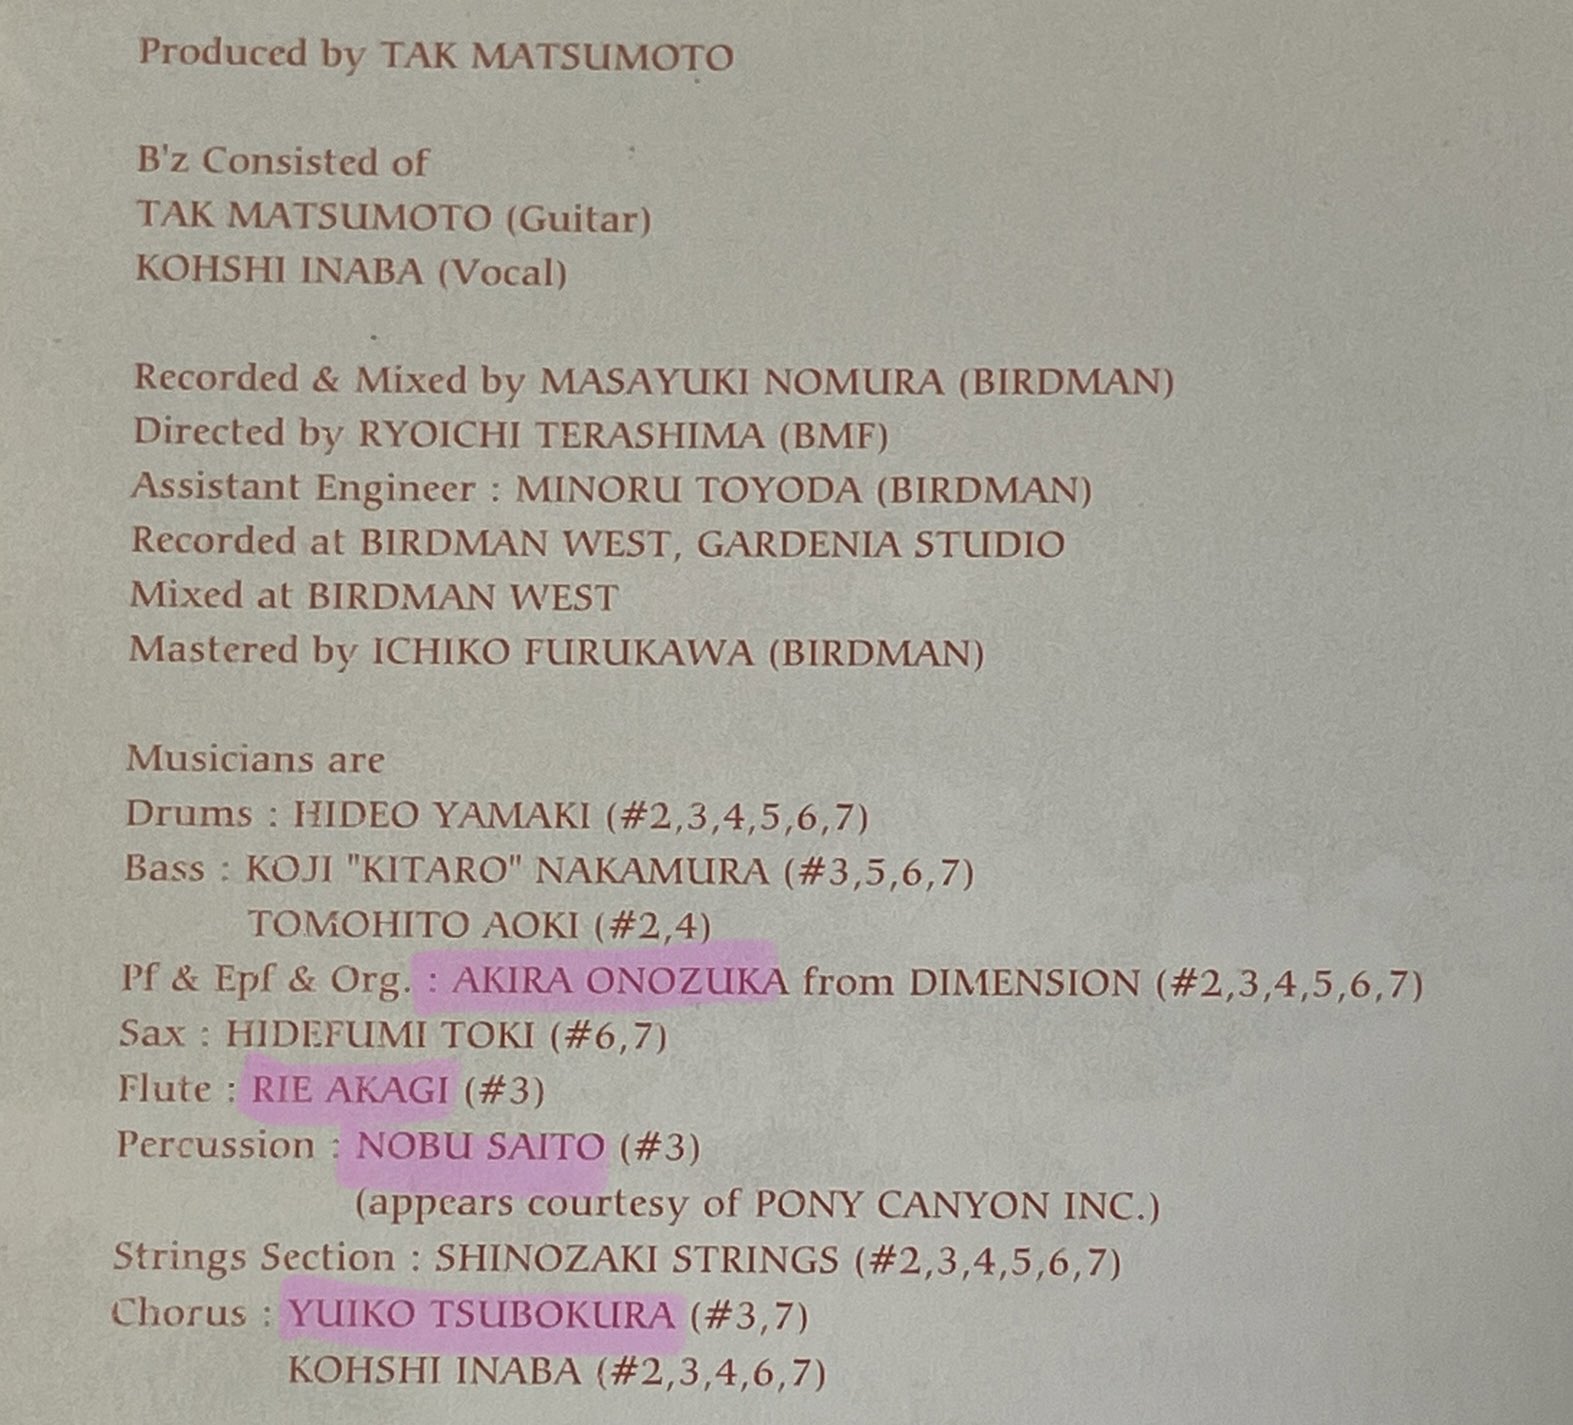 Produced by TAK MATSUMOTO
B'z Consisted of
TAK MATSUMOTO (Guitar)
KOHSHI INABA (Vocal)
Recorded & Mixed by MASAYUKI NOMURA (BIRDMAN)
Directed by RYOICHI TERASHIMA (BMF)
Assistant Engineer : MINORU TOYODA (BIRDMAN)
Recorded at BIRDMAN WEST, GARDENIA STUDIO
Mixed at BIRDMAN WEST
Mastered by ICHIKO FURUKAWA (BIRDMAN)
Musicians are
Drums : HIDEO YAMAKI (#2,3,4,5,6,7)
Bass : KOJI "KITARO" NAKAMURA (#3,5,6,7)
TOMOHITO AOKI (#2,4)
Pf & Epf & Org. : AKIRA ONOZUKA from DIMENSION (#2,3,4,5,6,7)
Sax : HIDEFUMI TOKI (#6,7)
Flute : RIE AKAGI (#3)
Percussion : NOBU SAITO (#3)
(appears courtesy of PONY CANYON INC.)
Strings Section : SHINOZAKI STRINGS (#2,3,4,5,6,7)
Chorus : YUIKO TSUBOKURA (#3,7)
KOHSHI INABA (#2,3,4,6,7)